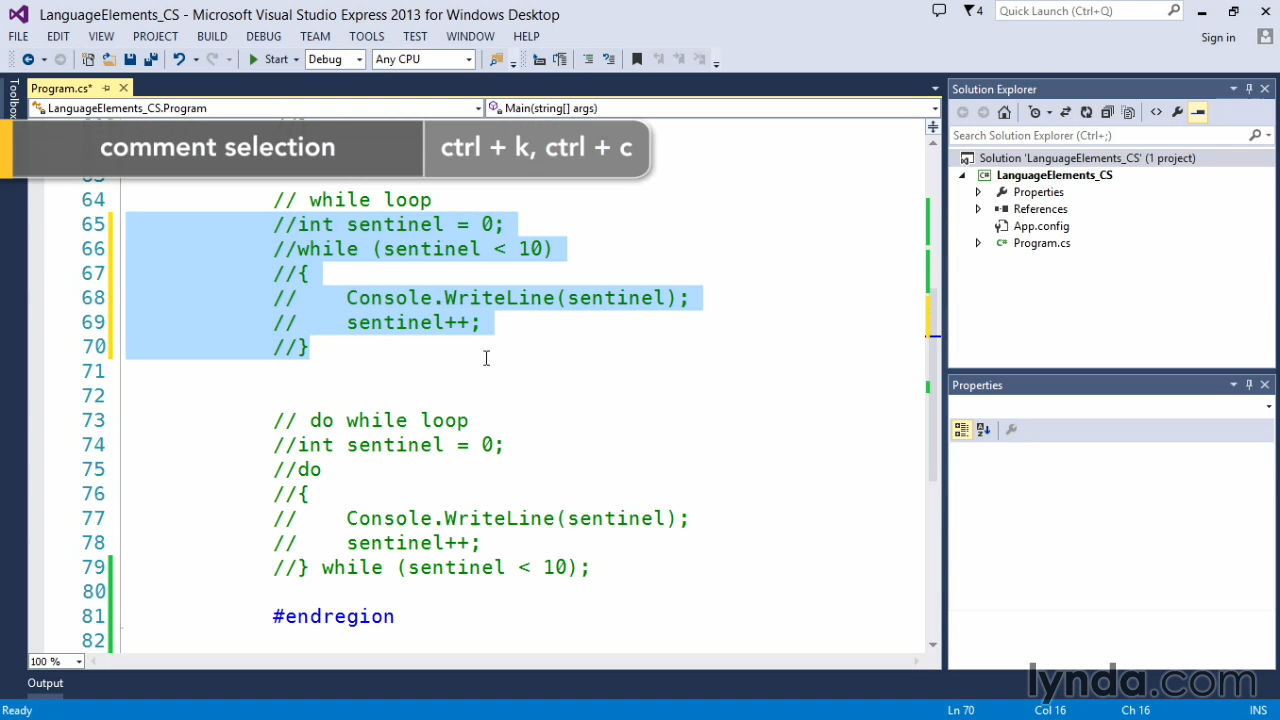 LanguageElements_CS - Microsoft Visual Studio Express 2013 for Windows Desktop
4
Quick Launch (Ctrl+Q)
FILE EDIT VIEW PROJECT BUILD DEBUG TEAM TOOLS TEST WINDOW HELP
Sign in
Start Debug Any CPU
Toolbox
Program.cs*
LanguageElements_CS.Program
Main(string[] args)
comment selection
ctrl + k, ctrl + c
64 // while loop
65 //int sentinel = 0;
66 //while (sentinel < 10)
67 //{
68 // Console.WriteLine(sentinel);
69 // sentinel++;
70 //}
71
72
73 // do while loop
74 //int sentinel = 0;
75 //do
76 //{
77 // Console.WriteLine(sentinel);
78 // sentinel++;
79 //} while (sentinel < 10);
80
81 #endregion
82
100 %
Solution Explorer
Search Solution Explorer (Ctrl+;)
Solution 'LanguageElements_CS' (1 project)
LanguageElements_CS
Properties
References
App.config
Program.cs
Properties
Output
lynda.com
Ready
Ln 70
Col 16
Ch 16
INS